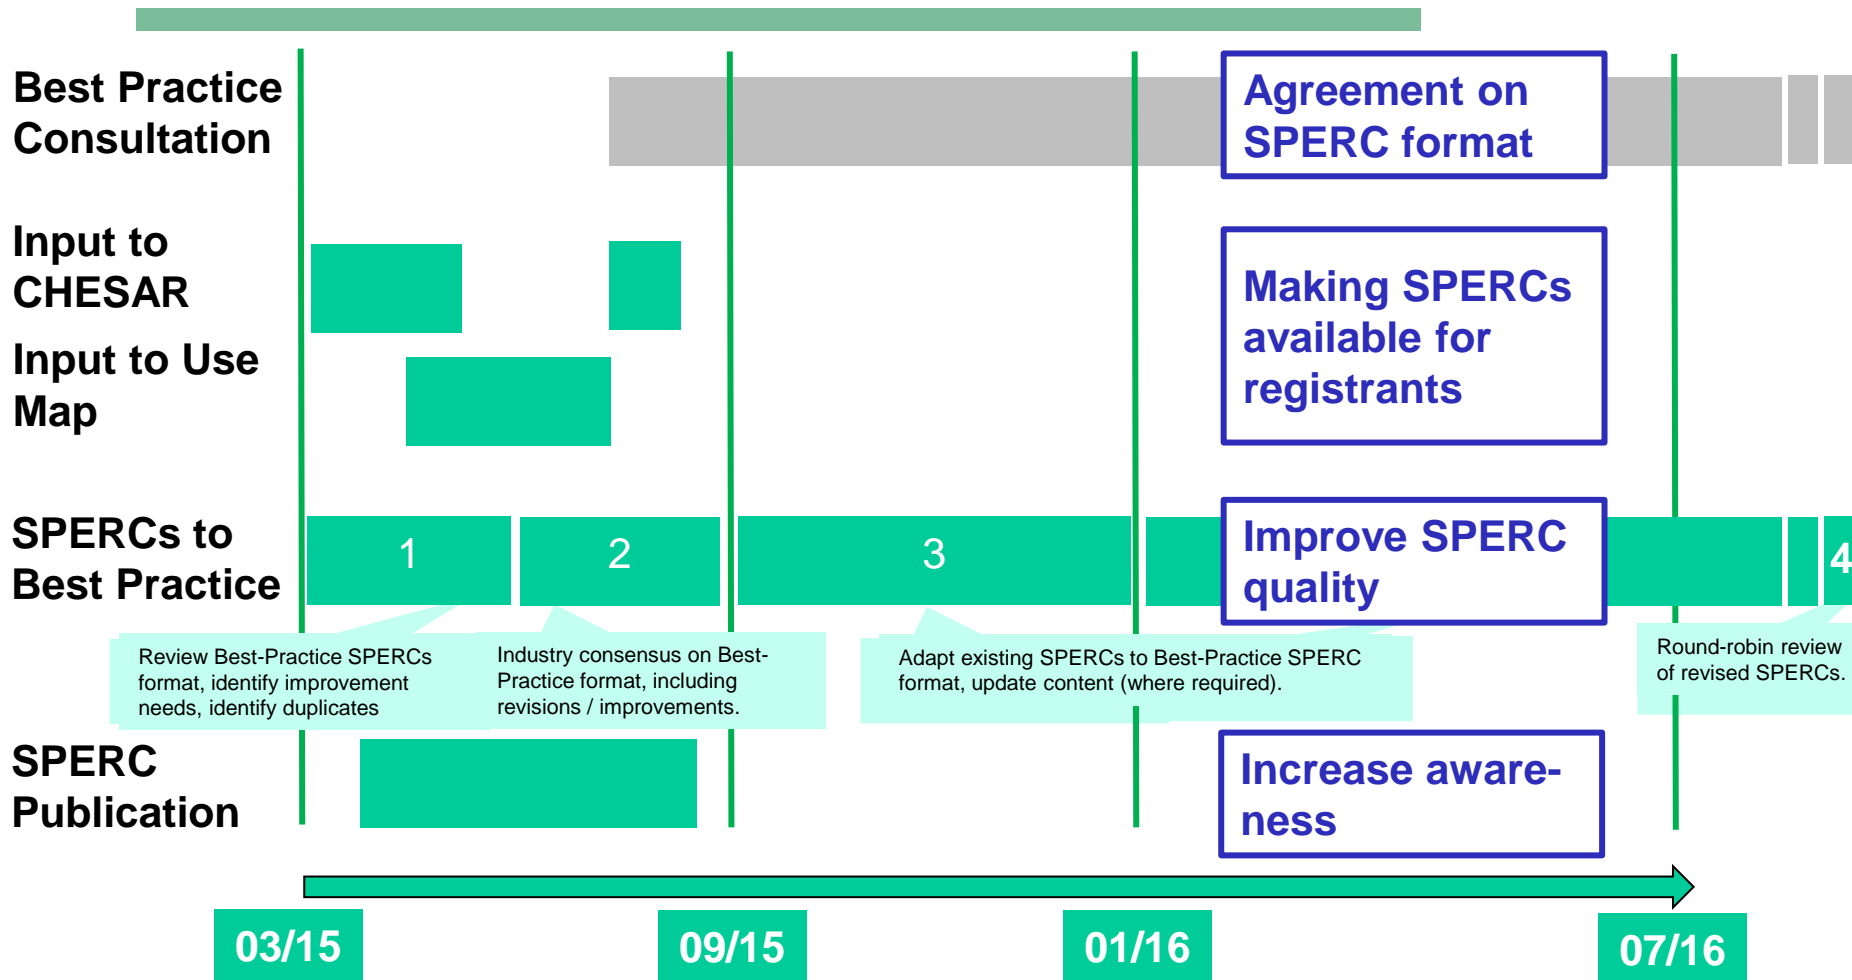 Best Practice
Consultation
Agreement on
SPERC format
Input to
CHESAR
Input to Use
Map
Making SPERCs
available for
registrants
SPERCs to
Best Practice
1
2
3
Improve SPERC
quality
4
Review Best-Practice SPERCs
format, identify improvement
needs, identify duplicates
Industry consensus on Best-
Practice format, including
revisions / improvements.
Adapt existing SPERCs to Best-Practice SPERC
format, update content (where required).
Round-robin review
of revised SPERCs.
SPERC
Publication
Increase aware-
ness
03/15
09/15
01/16
07/16